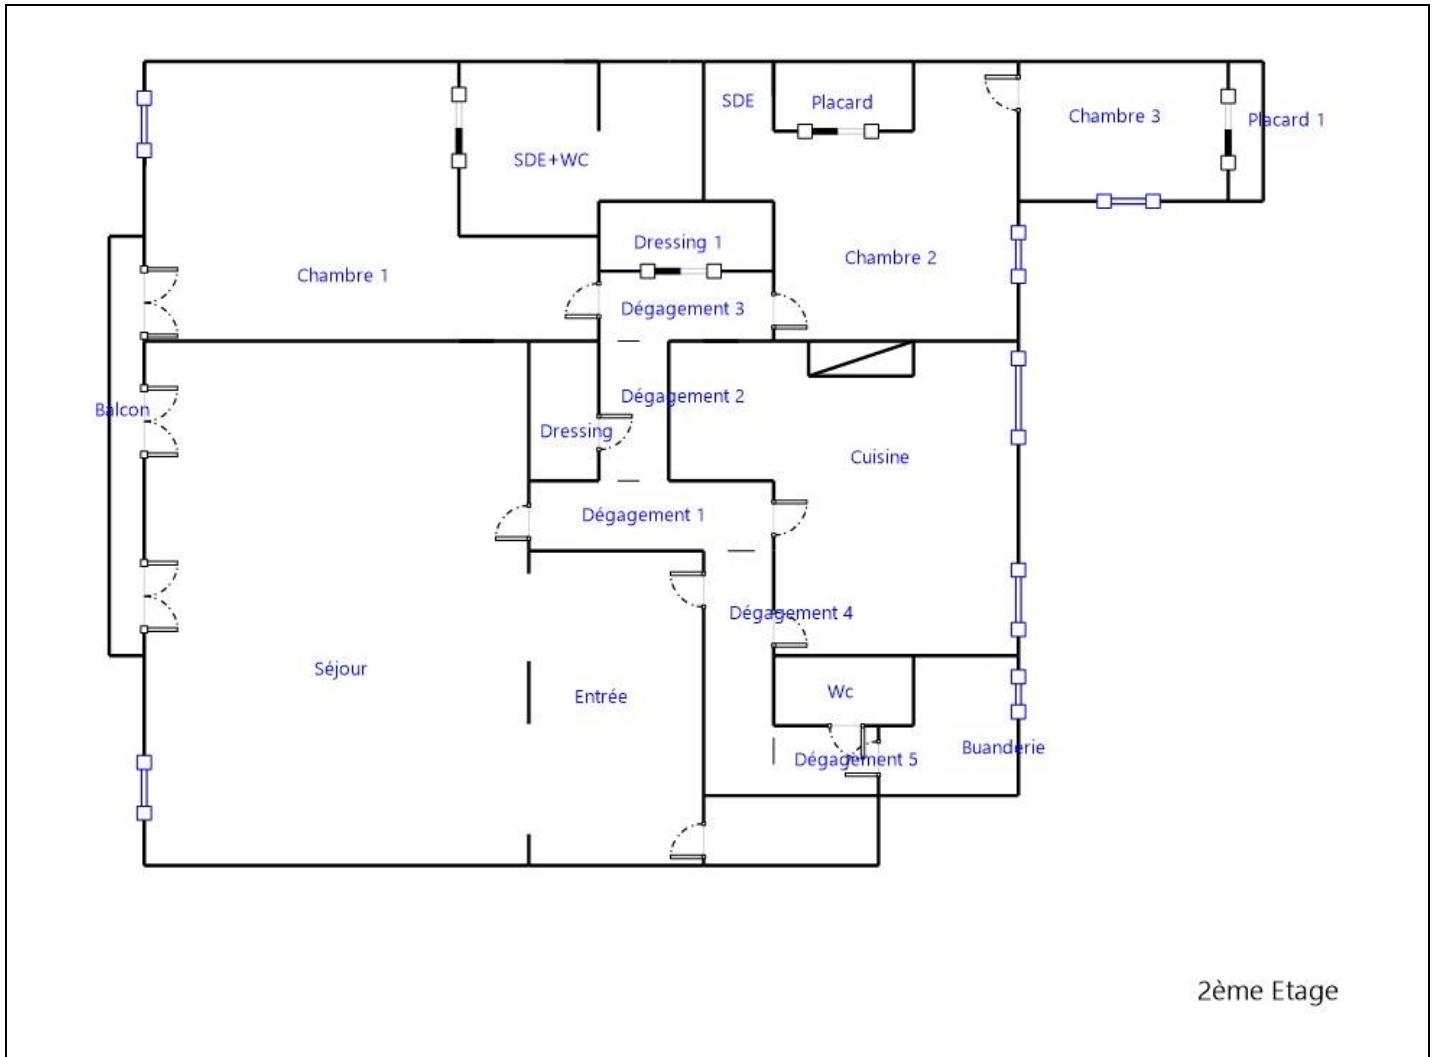 SDE
Placard
Chambre 3
Placard 1
SDE+WC
Dressing 1
Chambre 2
Chambre 1
Dégagement 3
Dégagement 2
Balcon
Dressing
Cuisine
Dégagement 1
Dégagement 4
Séjour
Entrée
Wc
Buanderie
Dégagement 5
2ème Etage